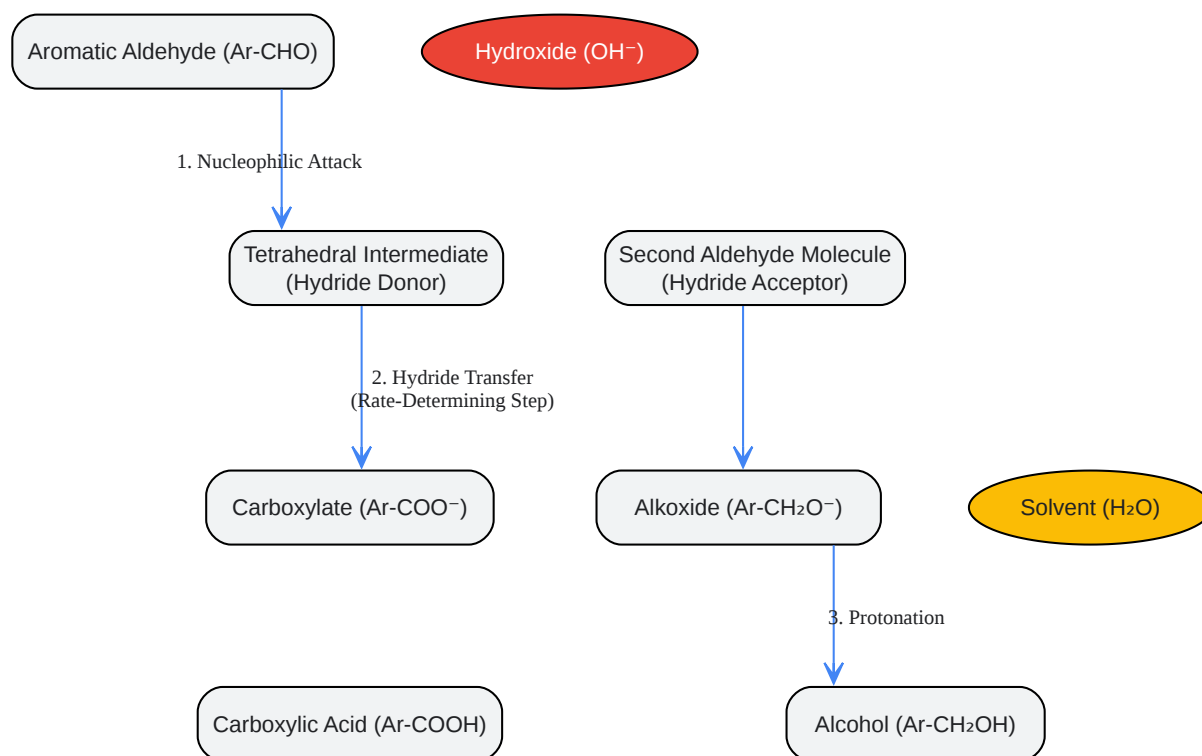 Aromatic Aldehyde (Ar-CHO)
Hydroxide (OH⁻)
1. Nucleophilic Attack
Tetrahedral Intermediate
(Hydride Donor)
Second Aldehyde Molecule
(Hydride Acceptor)
2. Hydride Transfer
(Rate-Determining Step)
Carboxylate (Ar-COO⁻)
Alkoxide (Ar-CH₂O⁻)
Solvent (H₂O)
3. Protonation
Carboxylic Acid (Ar-COOH)
Alcohol (Ar-CH₂OH)